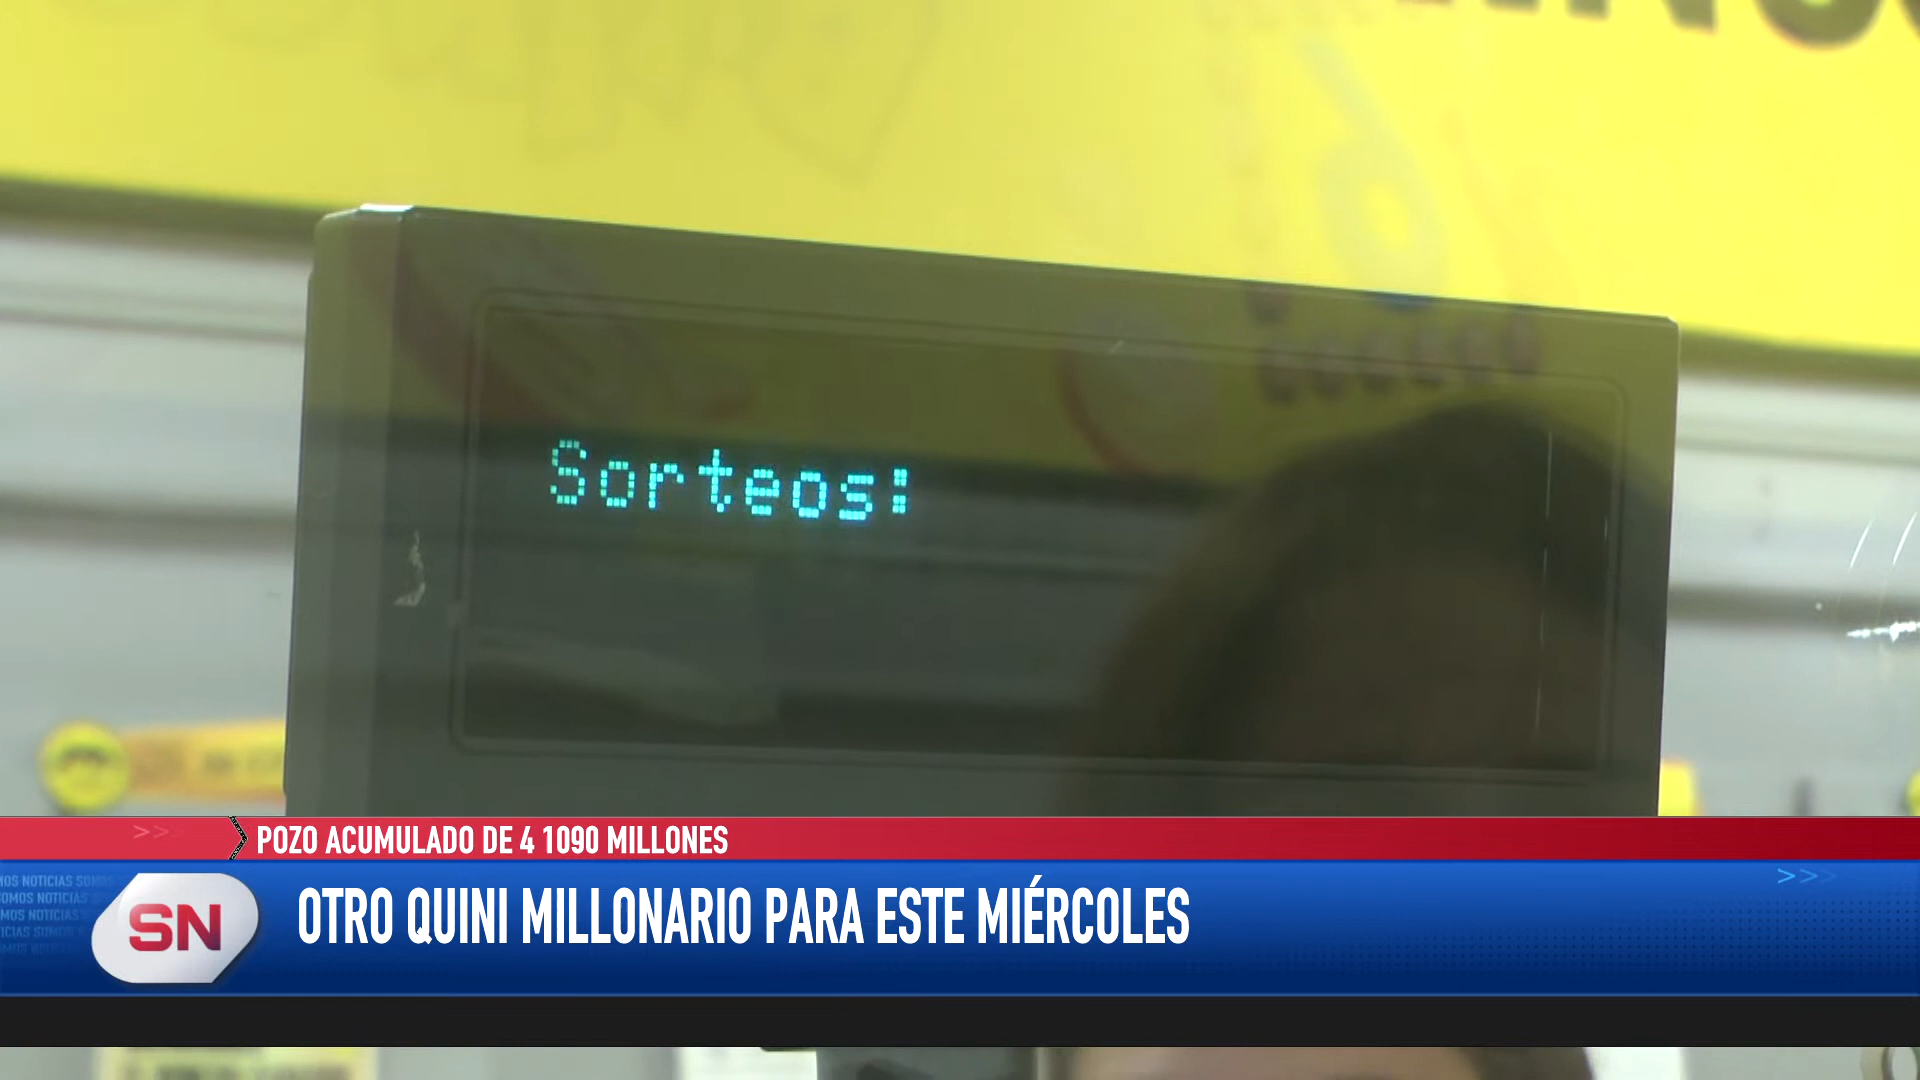 Sorteos:
POZO ACUMULADO DE 4 1090 MILLONES
SN
OTRO QUINI MILLONARIO PARA ESTE MIÉRCOLES